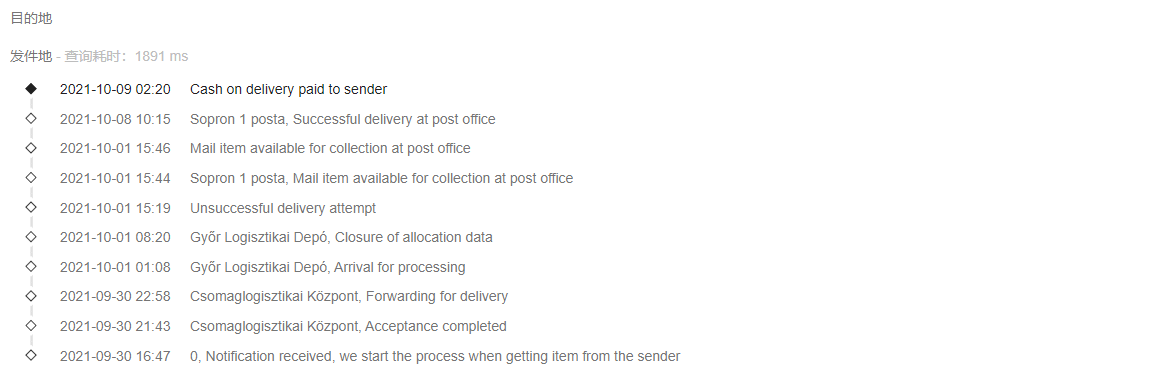 目的地
发件地 - 查询耗时：1891 ms
2021-10-09 02:20 Cash on delivery paid to sender
2021-10-08 10:15 Sopron 1 posta, Successful delivery at post office
2021-10-01 15:46 Mail item available for collection at post office
2021-10-01 15:44 Sopron 1 posta, Mail item available for collection at post office
2021-10-01 15:19 Unsuccessful delivery attempt
2021-10-01 08:20 Győr Logisztikai Depó, Closure of allocation data
2021-10-01 01:08 Győr Logisztikai Depó, Arrival for processing
2021-09-30 22:58 Csomaglogisztikai Központ, Forwarding for delivery
2021-09-30 21:43 Csomaglogisztikai Központ, Acceptance completed
2021-09-30 16:47 0, Notification received, we start the process when getting item from the sender